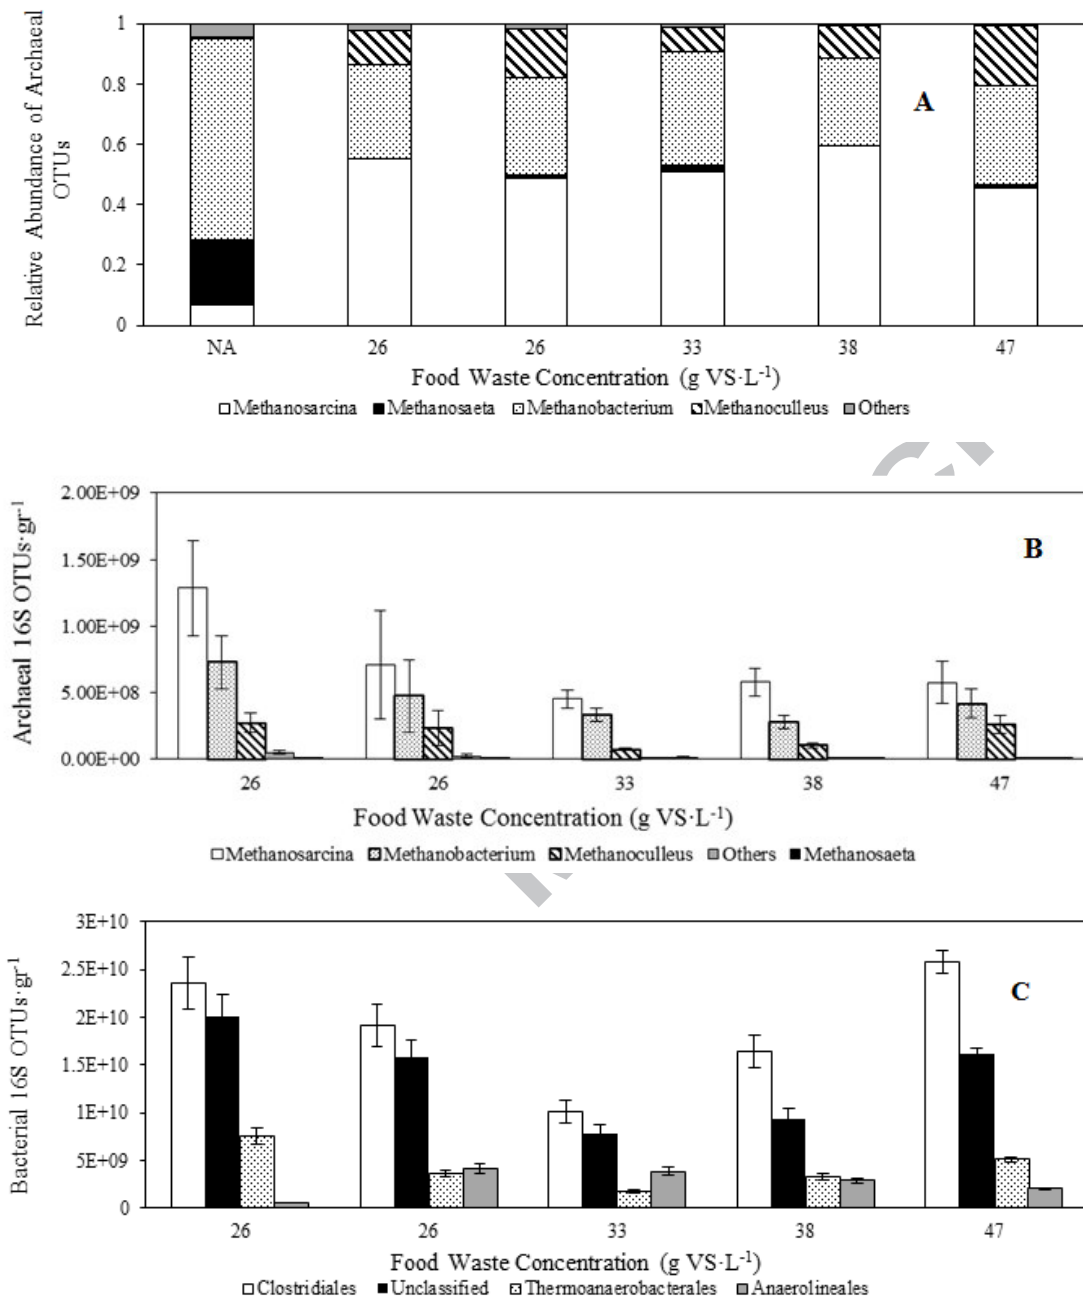 Relative Abundance of Archaeal
OTUs
1
0.8
0.6
0.4
0.2
0
A
NA 26 26 33 38 47
Food Waste Concentration (g VS·L-1)
Methanosarcina Methanosaeta Methanobacterium Methanoculleus Others
Archaeal 16S OTUs·gr-1
2.00E+09
1.50E+09
1.00E+09
5.00E+08
0.00E+00
B
26 26 33 38 47
Food Waste Concentration (g VS·L-1)
Methanosarcina Methanobacterium Methanoculleus Others Methanosaeta
Bacterial 16S OTUs·gr-1
3E+10
2.5E+10
2E+10
1.5E+10
1E+10
5E+09
0
C
26 26 33 38 47
Food Waste Concentration (g VS·L-1)
Clostridiales Unclassified Thermoanaerobacterales Anaerolineales